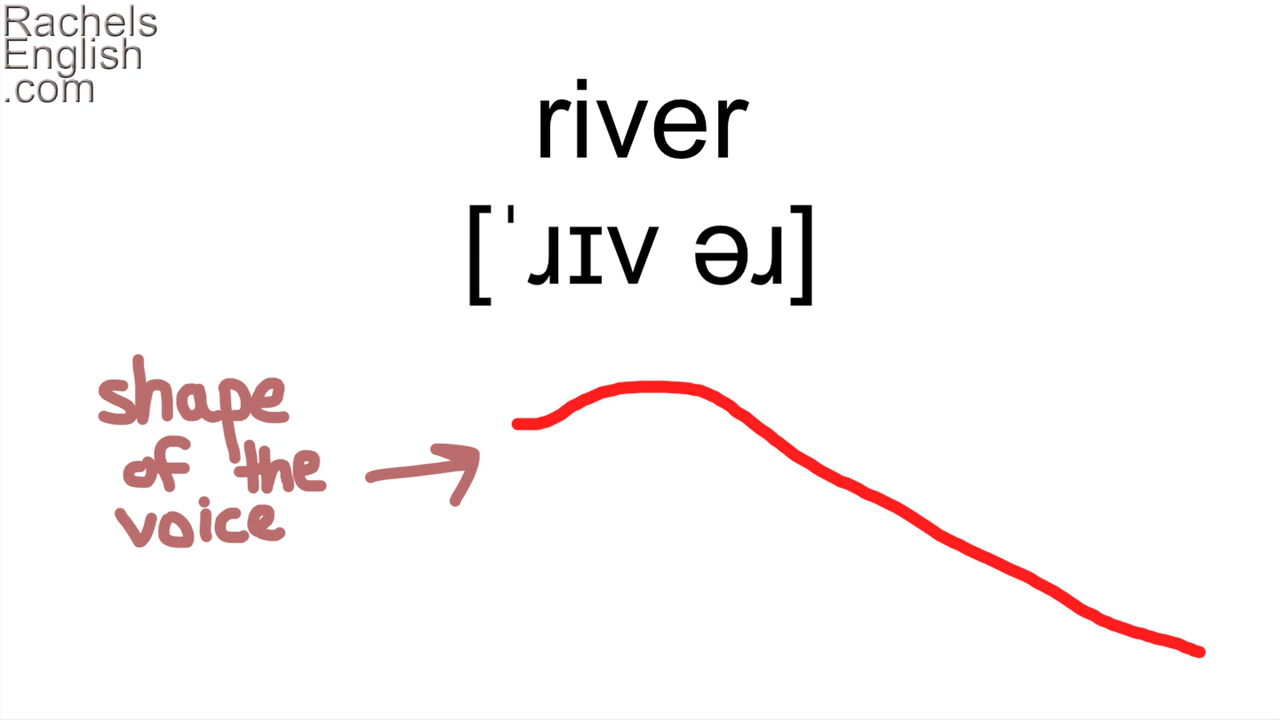 Rachels
English
.com
river
[ˈɹɪv əɹ]
shape
of the
voice